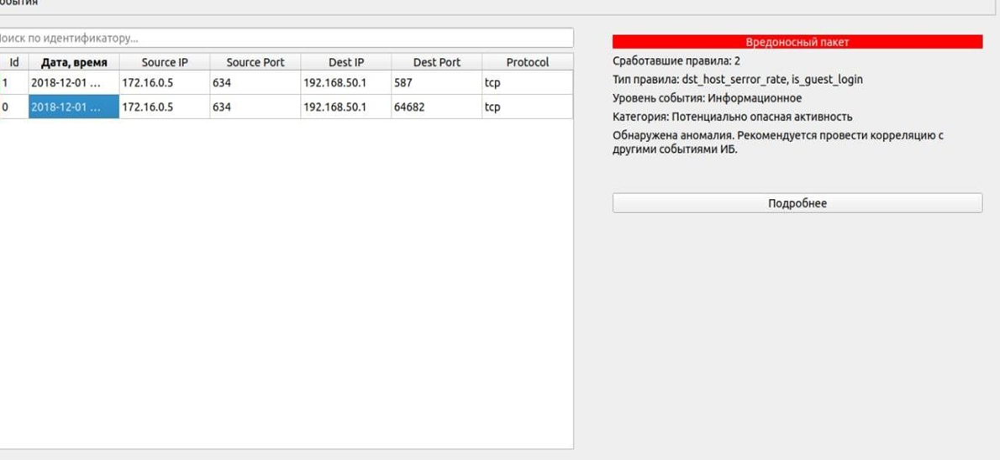 события
Поиск по идентификатору...
Id Дата, время Source IP Source Port Dest IP Dest Port Protocol
1 2018-12-01 ... 172.16.0.5 634 192.168.50.1 587 tcp
0 2018-12-01 ... 172.16.0.5 634 192.168.50.1 64682 tcp
Вредоносный пакет
Сработавшие правила: 2
Тип правила: dst_host_serror_rate, is_guest_login
Уровень события: Информационное
Категория: Потенциально опасная активность
Обнаружена аномалия. Рекомендуется провести корреляцию с
другими событиями ИБ.
Подробнее